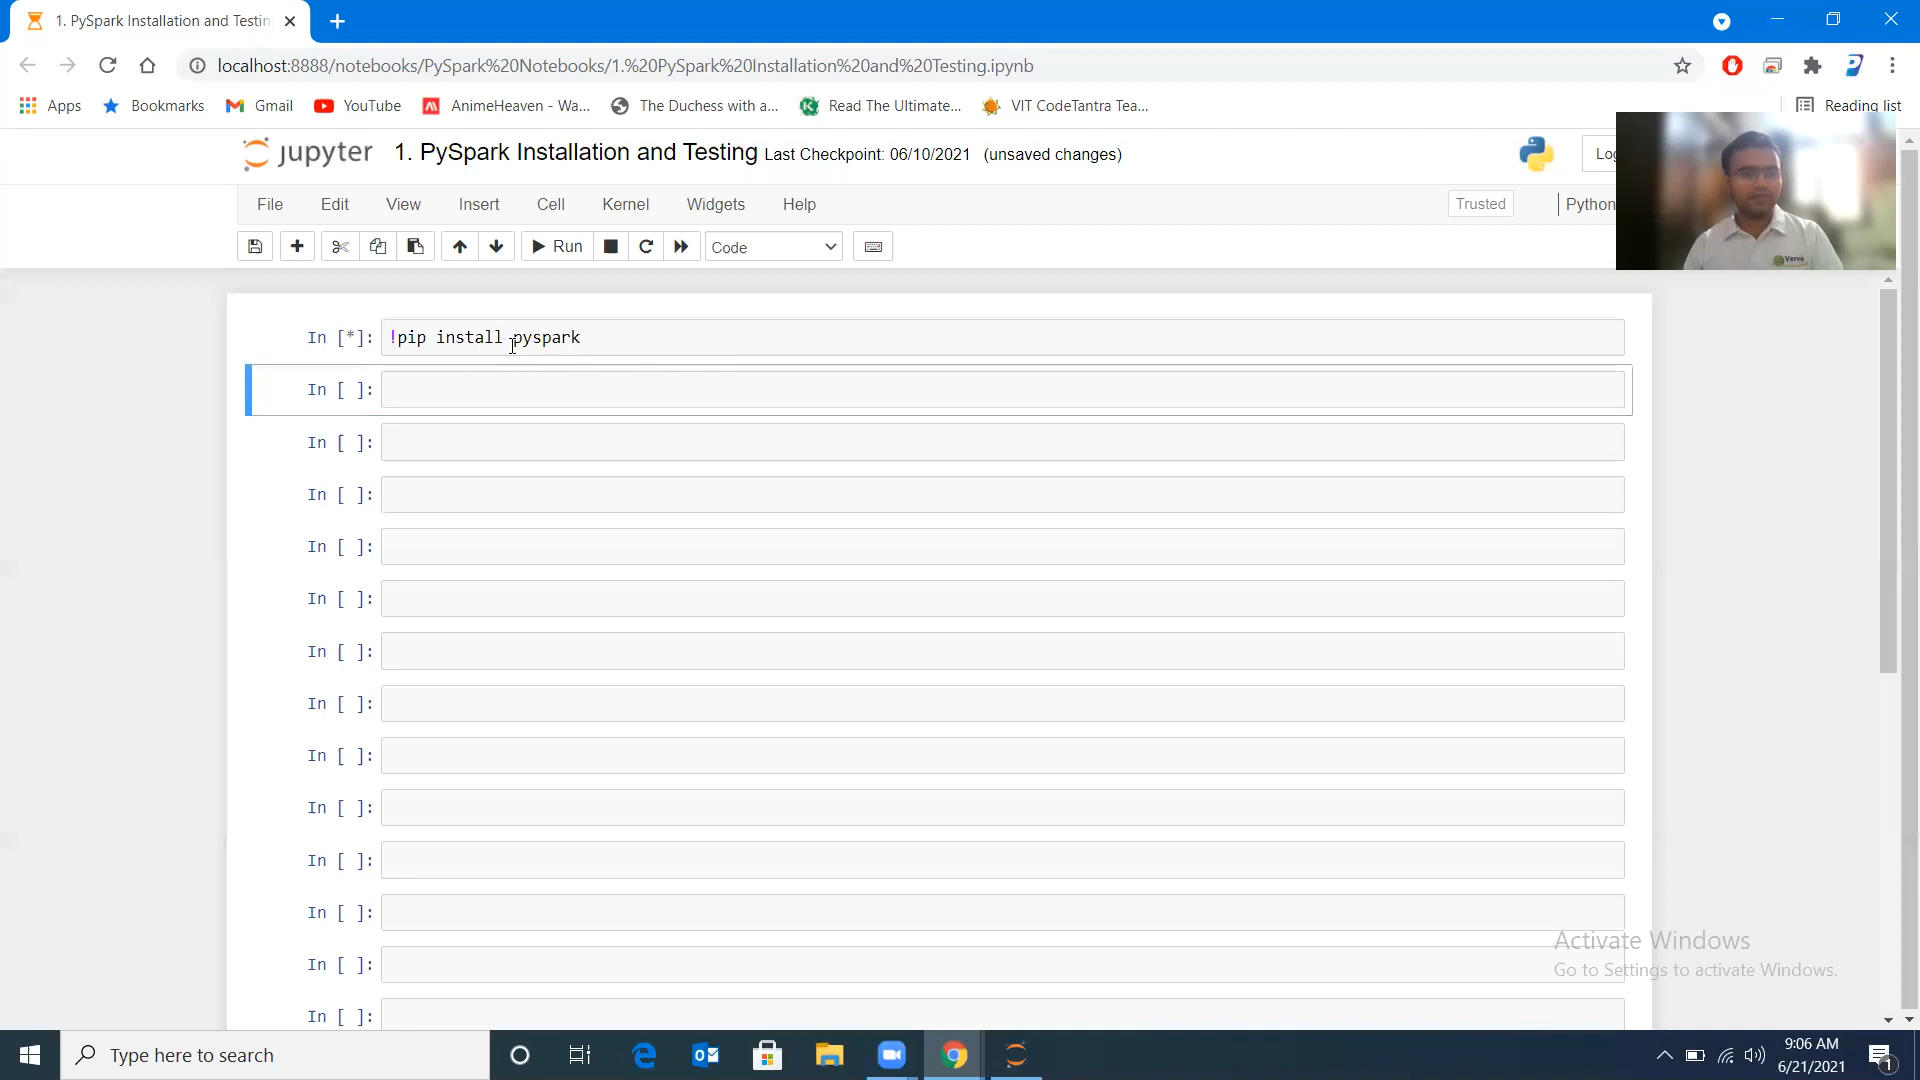 1. PySpark Installation and Testin
localhost:8888/notebooks/PySpark%20Notebooks/1.%20PySpark%20Installation%20and%20Testing.ipynb
Apps Bookmarks Gmail YouTube AnimeHeaven - Wa... The Duchess with a... Read The Ultimate... VIT CodeTantra Tea... Reading list
jupyter 1. PySpark Installation and Testing Last Checkpoint: 06/10/2021 (unsaved changes)
File Edit View Insert Cell Kernel Widgets Help Trusted Python
Run Code
Verve
In [*]: !pip install pyspark
In [ ]:
In [ ]:
In [ ]:
In [ ]:
In [ ]:
In [ ]:
In [ ]:
In [ ]:
In [ ]:
In [ ]:
In [ ]:
In [ ]:
In [ ]:
Activate Windows
Go to Settings to activate Windows.
Type here to search
9:06 AM
6/21/2021
1